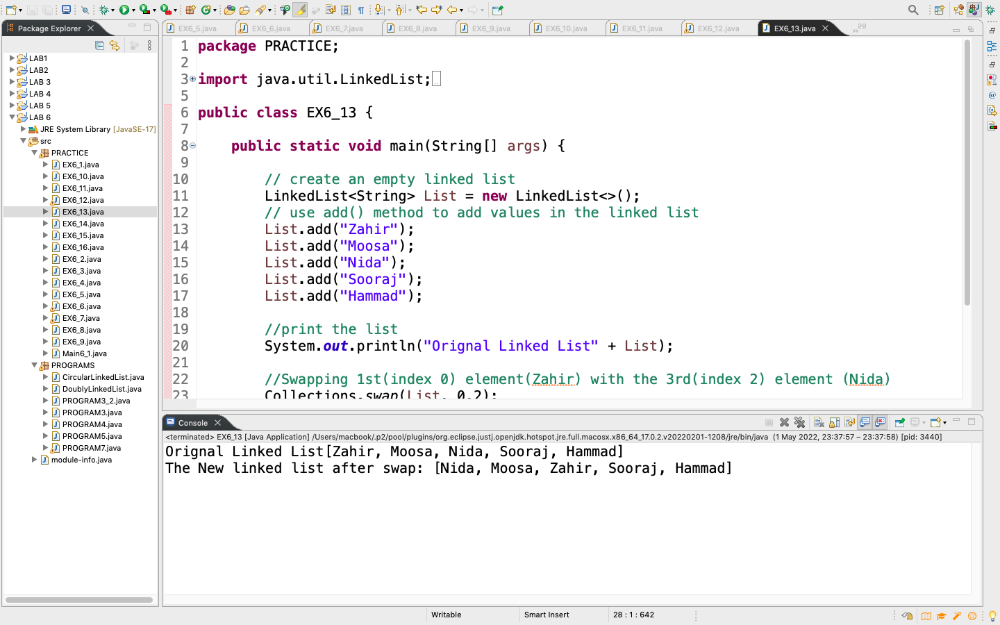 EX6_5.java
EX6_6.java
EX6_7.java
EX6_8.java
EX6_9.java
EX6_10.java
EX6_11.java
EX6_12.java
EX6_13.java
28
Package Explorer
LAB1
LAB2
LAB 3
LAB 4
LAB 5
LAB 6
JRE System Library [JavaSE-17]
src
PRACTICE
EX6_1.java
EX6_10.java
EX6_11.java
EX6_12.java
EX6_13.java
EX6_14.java
EX6_15.java
EX6_16.java
EX6_2.java
EX6_3.java
EX6_4.java
EX6_5.java
EX6_6.java
EX6_7.java
EX6_8.java
EX6_9.java
Main6_1.java
PROGRAMS
CircularLinkedList.java
DoublyLinkedList.java
PROGRAM3_2.java
PROGRAM3.java
PROGRAM4.java
PROGRAM5.java
PROGRAM7.java
module-info.java
1 package PRACTICE;
2
3 import java.util.LinkedList;
5
6 public class EX6_13 {
7
8 public static void main(String[] args) {
9
10 // create an empty linked list
11 LinkedList<String> List = new LinkedList<>();
12 // use add() method to add values in the linked list
13 List.add("Zahir");
14 List.add("Moosa");
15 List.add("Nida");
16 List.add("Sooraj");
17 List.add("Hammad");
18
19 //print the list
20 System.out.println("Orignal Linked List" + List);
21
22 //Swapping 1st(index 0) element(Zahir) with the 3rd(index 2) element (Nida)
23 Collections.swap(List, 0,2);
Console
<terminated> EX6_13 [Java Application] /Users/macbook/.p2/pool/plugins/org.eclipse.justj.openjdk.hotspot.jre.full.macosx.x86_64_17.0.2.v20220201-1208/jre/bin/java (1 May 2022, 23:37:57 – 23:37:58) [pid: 3440]
Orignal Linked List[Zahir, Moosa, Nida, Sooraj, Hammad]
The New linked list after swap: [Nida, Moosa, Zahir, Sooraj, Hammad]
Writable
Smart Insert
28 : 1 : 642